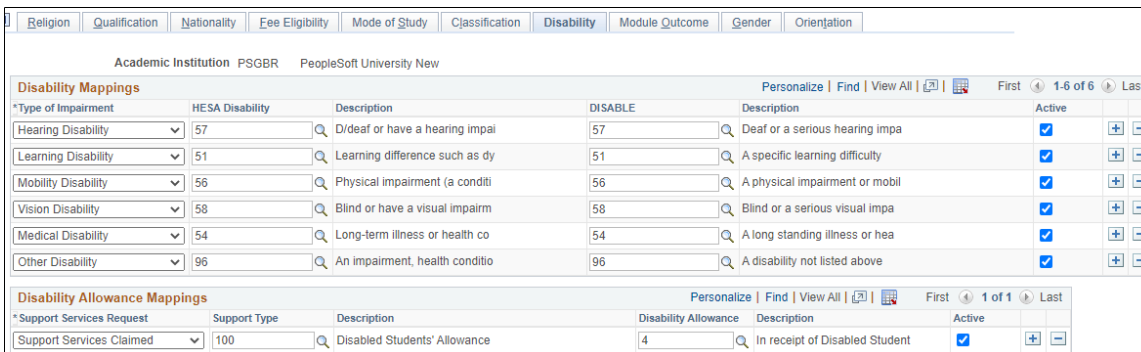 Religion Qualification Nationality Fee Eligibility Mode of Study Classification Disability Module Outcome Gender Orientation
Academic Institution PSGBR PeopleSoft University New
Disability Mappings Personalize | Find | View All | First 1-6 of 6 Las
*Type of Impairment HESA Disability Description DISABLE Description Active
Hearing Disability 57 D/deaf or have a hearing impai 57 Deaf or a serious hearing impa
Learning Disability 51 Learning difference such as dy 51 A specific learning difficulty
Mobility Disability 56 Physical impairment (a conditi 56 A physical impairment or mobil
Vision Disability 58 Blind or have a visual impairm 58 Blind or a serious visual impa
Medical Disability 54 Long-term illness or health co 54 A long standing illness or hea
Other Disability 96 An impairment, health conditio 96 A disability not listed above
Disability Allowance Mappings Personalize | Find | View All | First 1 of 1 Last
*Support Services Request Support Type Description Disability Allowance Description Active
Support Services Claimed 100 Disabled Students' Allowance 4 In receipt of Disabled Student